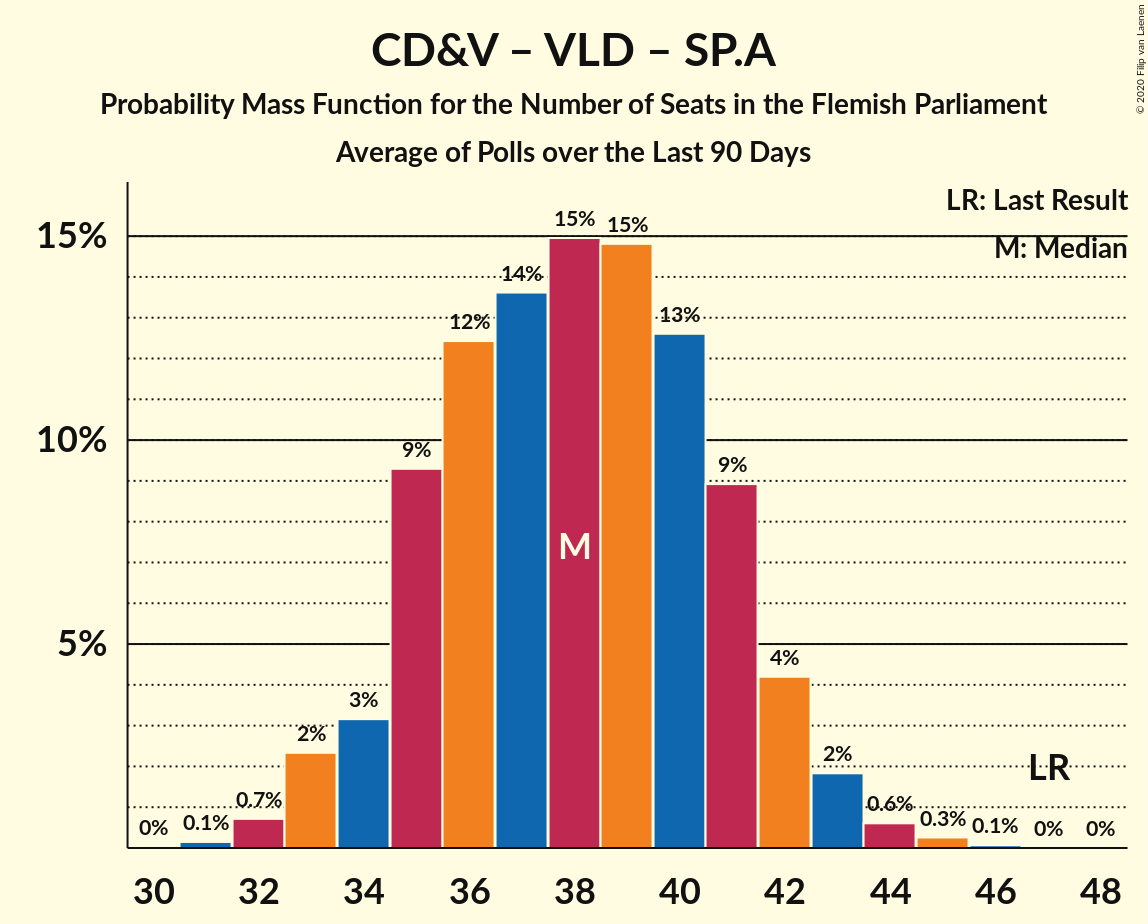 CD&V – VLD – SP.A
Probability Mass Function for the Number of Seats in the Flemish Parliament
Average of Polls over the Last 90 Days
© 2020 Filip van Laenen
LR: Last Result
M: Median
15%
10%
5%
0%
0.1%
0.7%
2%
3%
9%
12%
14%
15%
15%
13%
9%
4%
2%
0.6%
0.3%
0.1%
0%
0%
M
LR
30 32 34 36 38 40 42 44 46 48